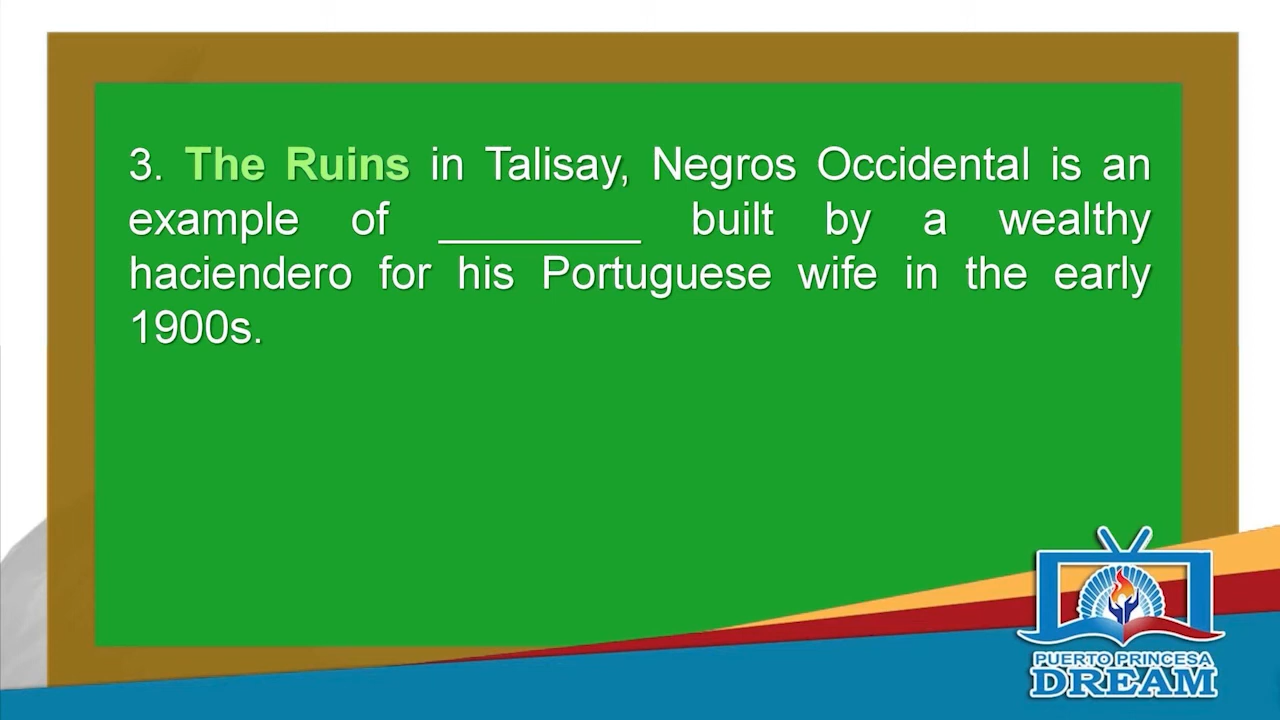 3. The Ruins in Talisay, Negros Occidental is an
example of ________ built by a wealthy
haciendero for his Portuguese wife in the early
1900s.
PUERTO PRINCESA
DREAM